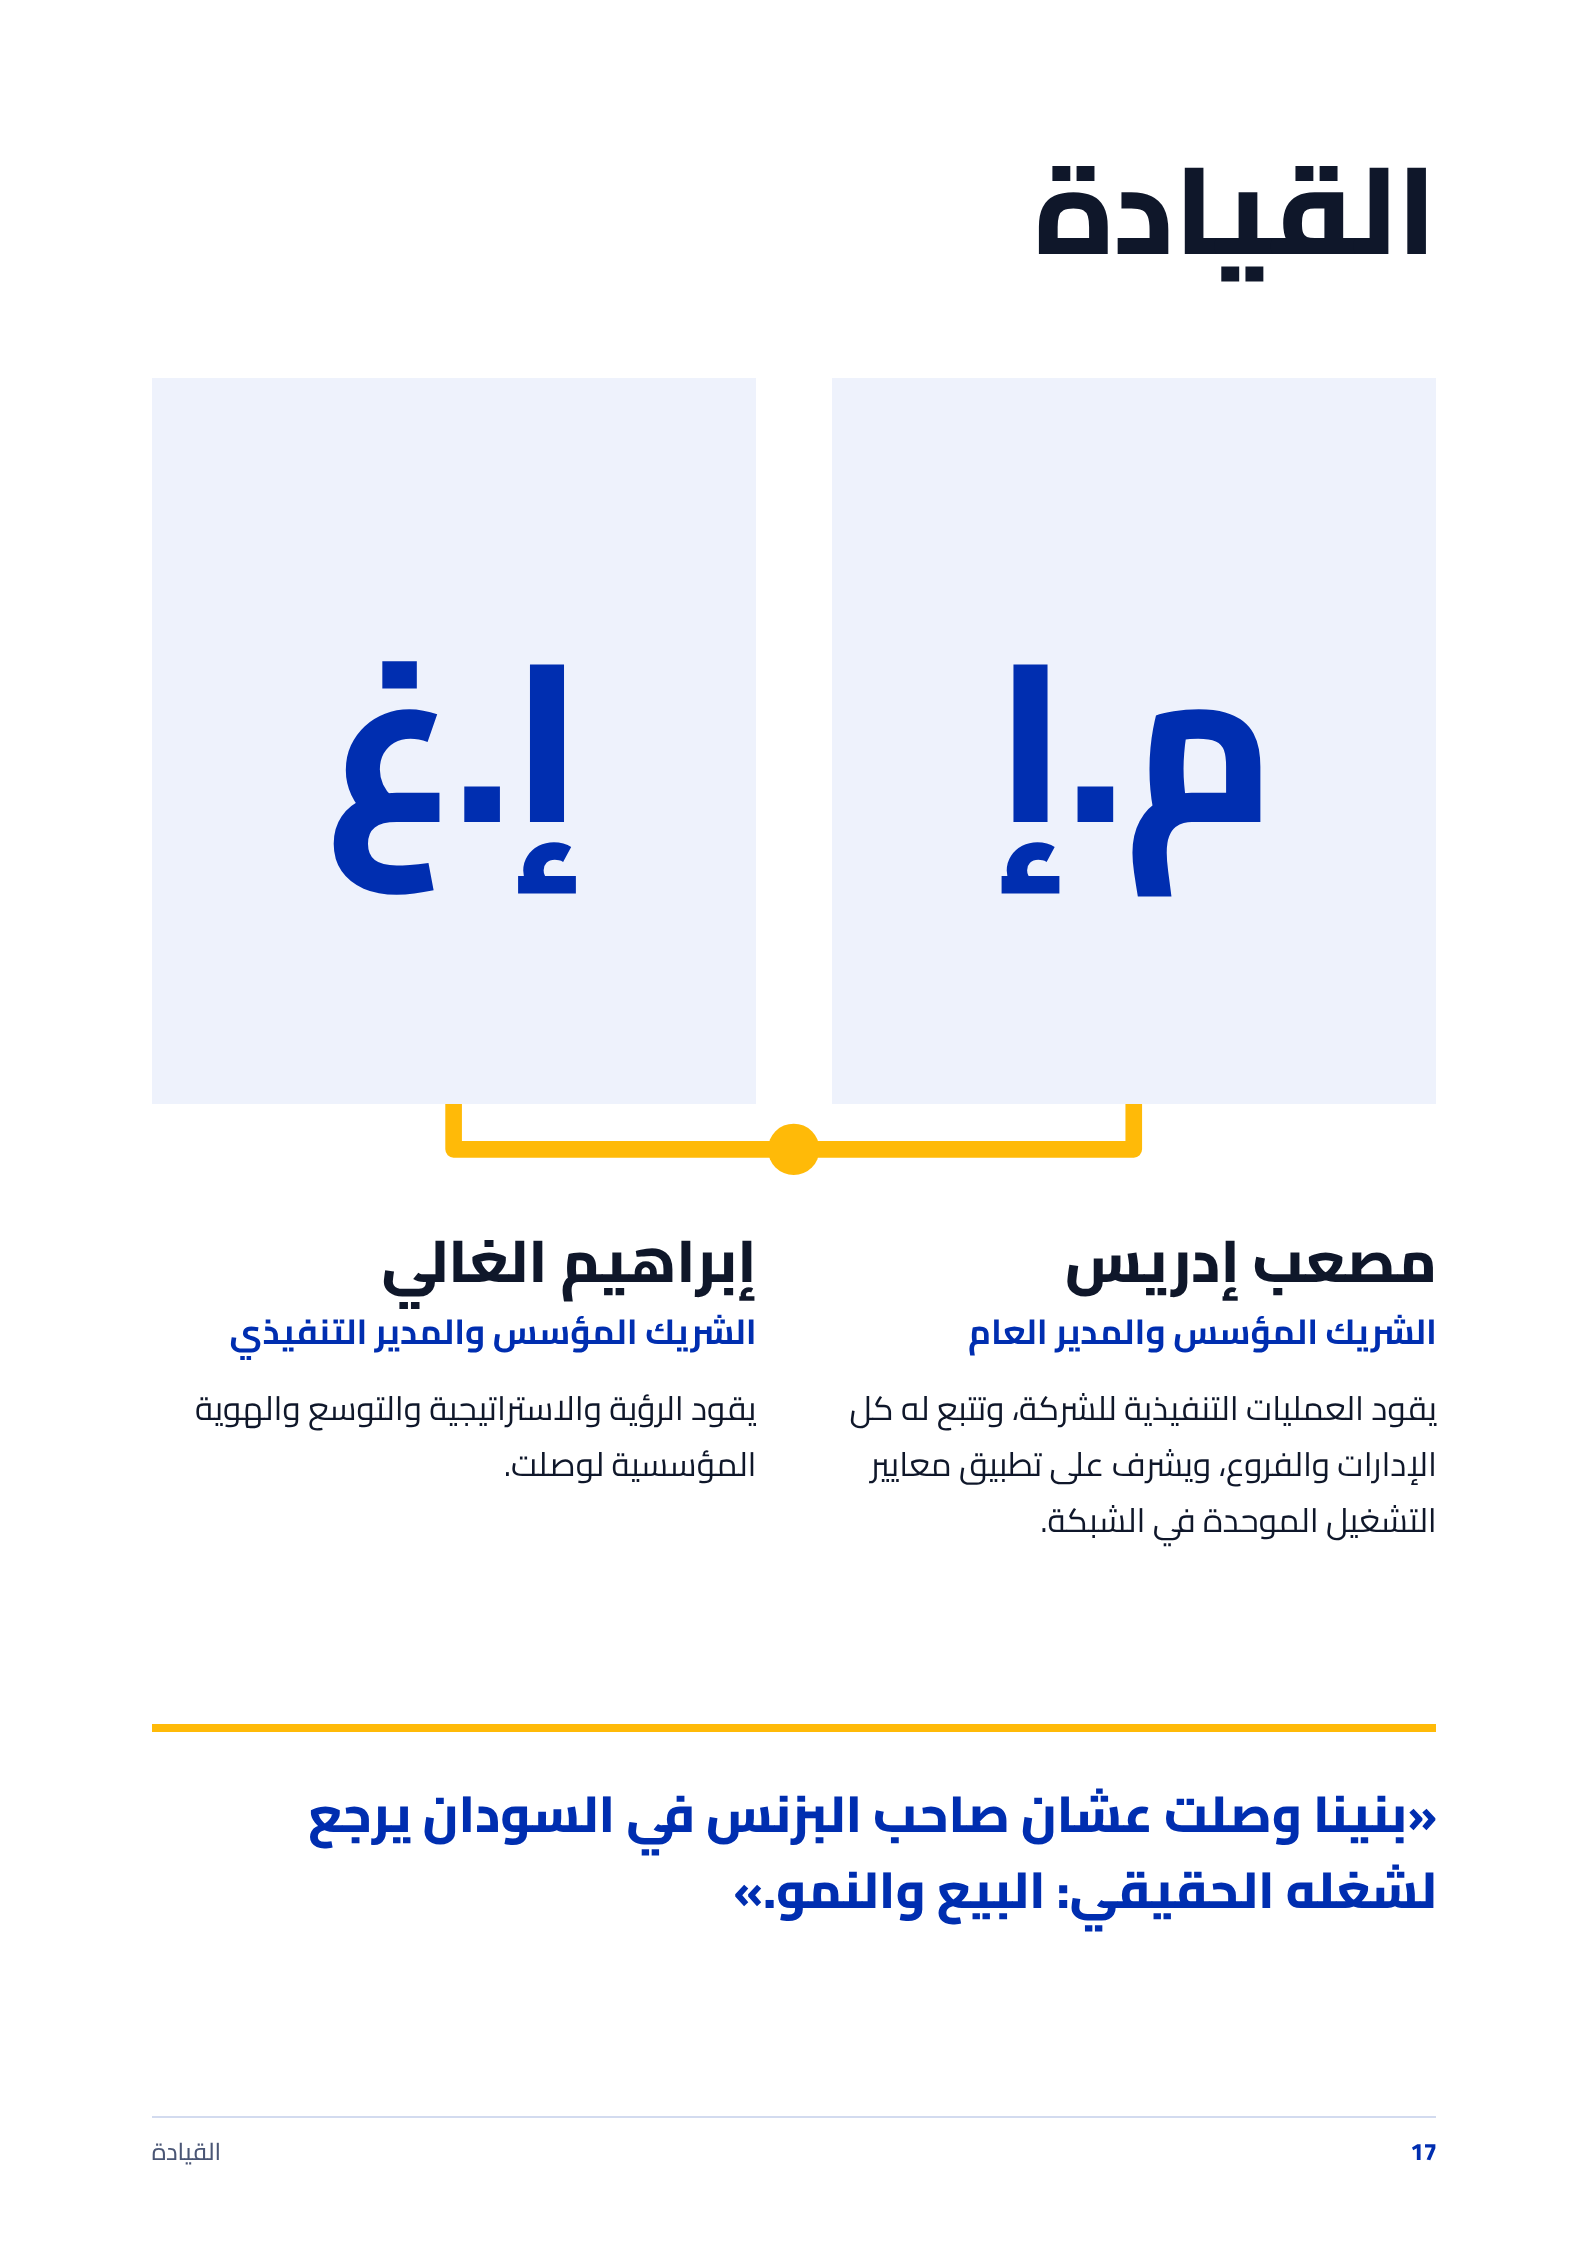 القيادة
م.إ
إ.غ
مصعب إدريس
الشريك المؤسس والمدير العام
يقود العمليات التنفيذية للشركة، وتتبع له كل
الإدارات والفروع، ويشرف على تطبيق معايير
التشغيل الموحدة في الشبكة.
إبراهيم الغالي
الشريك المؤسس والمدير التنفيذي
يقود الرؤية والاستراتيجية والتوسع والهوية
المؤسسية لوصلت.
«بنينا وصلت عشان صاحب البزنس في السودان يرجع
لشغله الحقيقي: البيع والنمو.»
17
القيادة